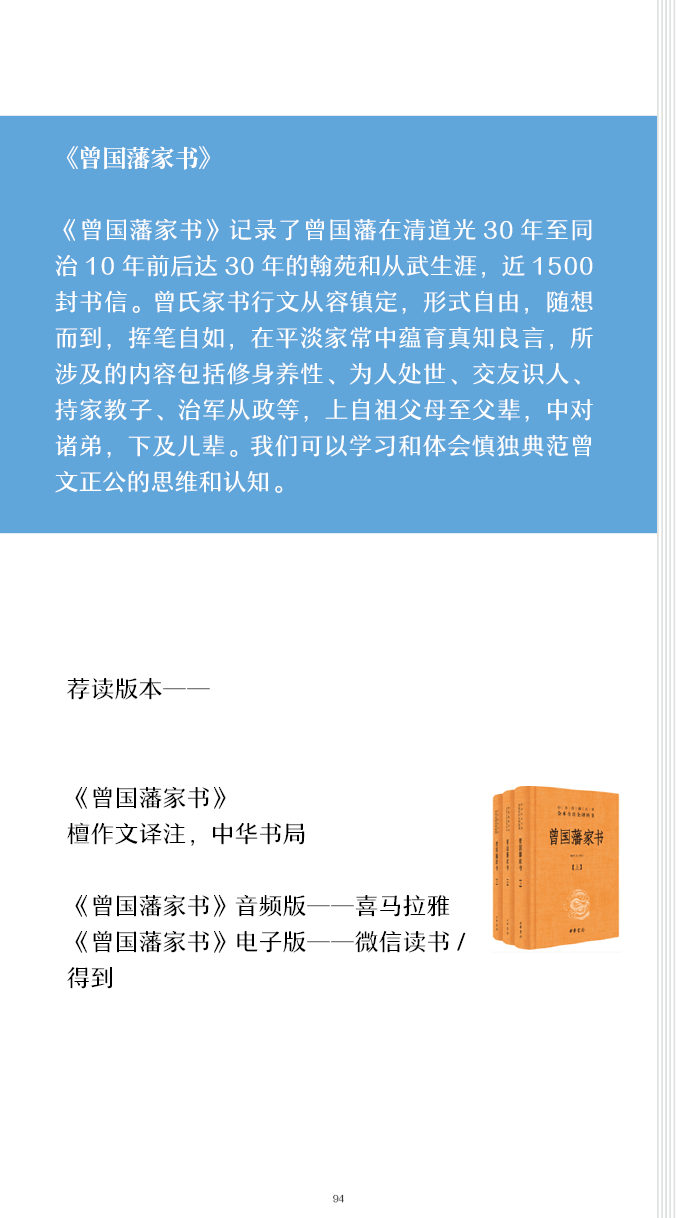 《曾国藩家书》
《曾国藩家书》记录了曾国藩在清道光 30 年至同
治 10 年前后达 30 年的翰苑和从武生涯，近 1500
封书信。曾氏家书行文从容镇定，形式自由，随想
而到，挥笔自如，在平淡家常中蕴育真知良言，所
涉及的内容包括修身养性、为人处世、交友识人、
持家教子、治军从政等，上自祖父母至父辈，中对
诸弟，下及儿辈。我们可以学习和体会慎独典范曾
文正公的思维和认知。
荐读版本——
《曾国藩家书》
檀作文译注，中华书局
《曾国藩家书》音频版——喜马拉雅
《曾国藩家书》电子版——微信读书 /
得到
曾国藩家书
【上】
中华书局
94